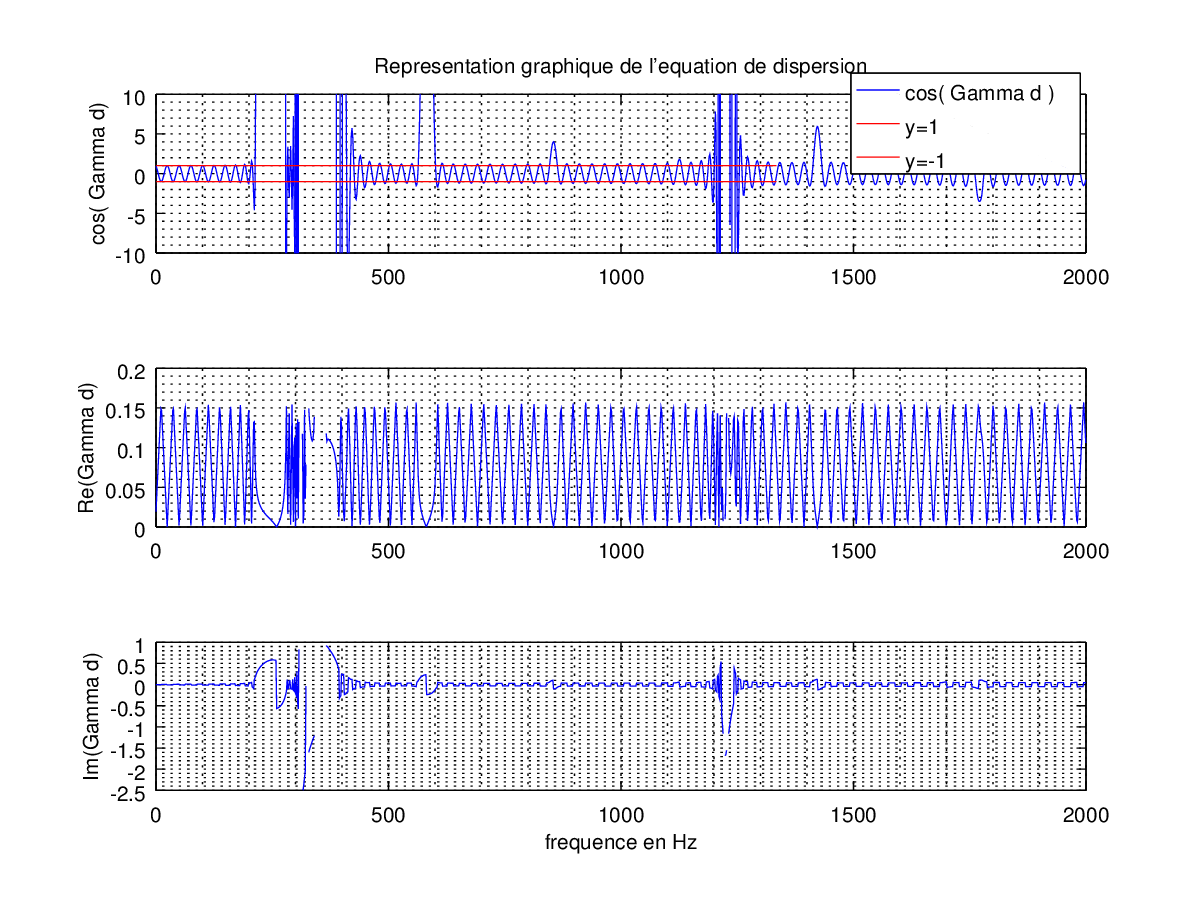 Representation graphique de l'equation de dispersion
cos( Gamma d )
y=1
y=-1
cos( Gamma d)
10
5
0
-5
-10
0 500 1000 1500 2000
Re(Gamma d)
0.2
0.15
0.1
0.05
0
0 500 1000 1500 2000
Im(Gamma d)
1
0.5
0
-0.5
-1
-1.5
-2
-2.5
0 500 1000 1500 2000
frequence en Hz